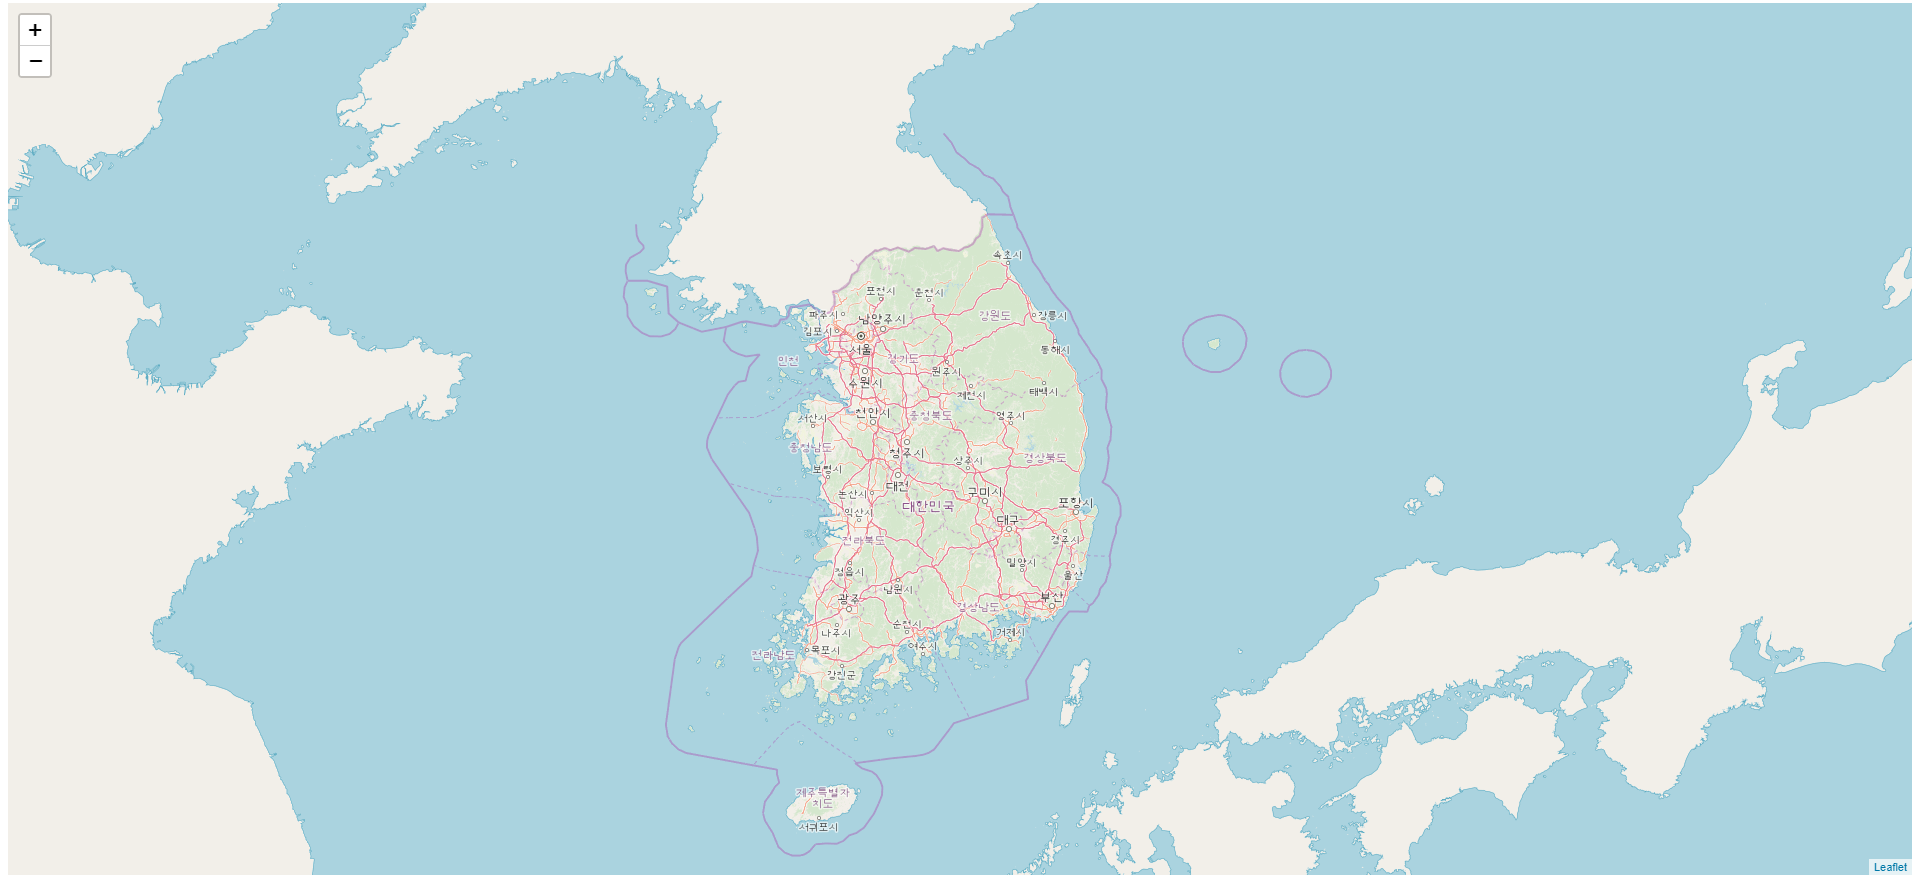 +
−
속초시
포천시
춘천시
파주시
남양주시
강원도
강릉시
김포시
서울
동해시
인천
경기도
원주시
수원시
제천시
태백시
서산시
천안시
충청북도
영주시
충청남도
청주시
경상북도
보령시
상주시
대전
논산시
구미시
대한민국
포항시
익산시
대구
전라북도
경주시
정읍시
밀양시
울산
남원시
광주
부산
경상남도
나주시
순천시
거제시
전라남도
목포시
여수시
강진군
제주특별자
치도
서귀포시
Leaflet